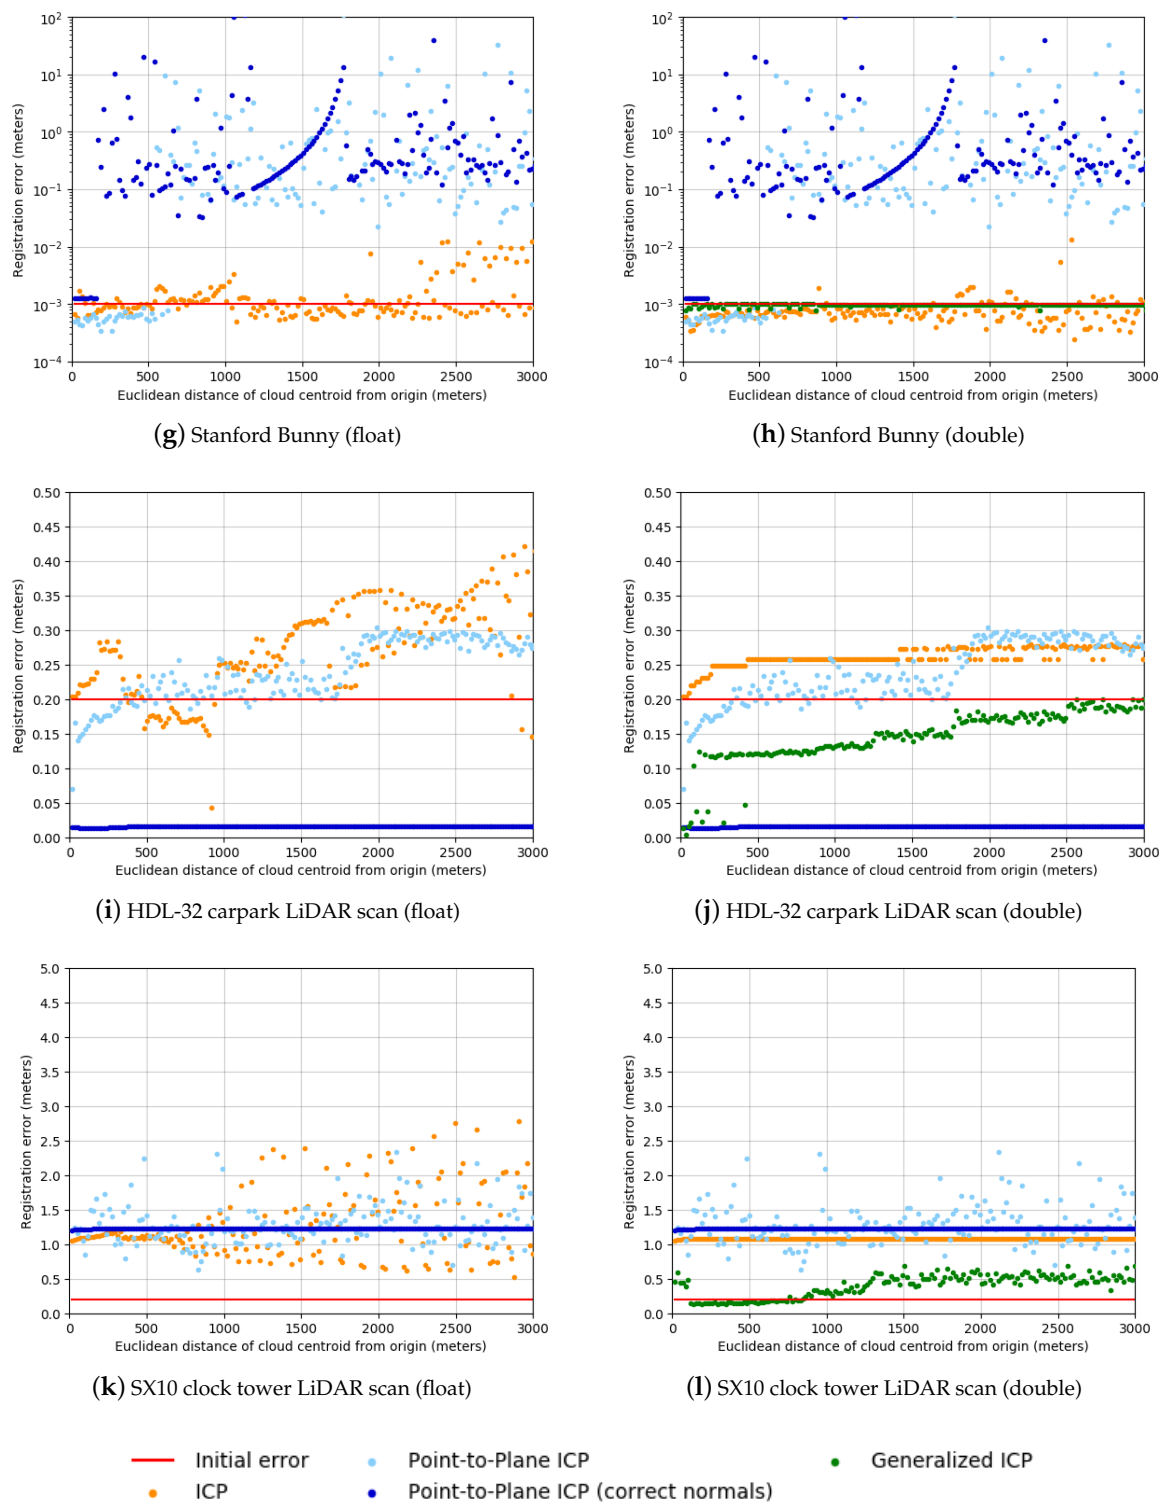 10^2
10^1
10^0
10^−1
10^−2
10^−3
10^−4
Registration error (meters)
0 500 1000 1500 2000 2500 3000
Euclidean distance of cloud centroid from origin (meters)
(g) Stanford Bunny (float)
10^2
10^1
10^0
10^−1
10^−2
10^−3
10^−4
Registration error (meters)
0 500 1000 1500 2000 2500 3000
Euclidean distance of cloud centroid from origin (meters)
(h) Stanford Bunny (double)
0.50
0.45
0.40
0.35
0.30
0.25
0.20
0.15
0.10
0.05
0.00
Registration error (meters)
0 500 1000 1500 2000 2500 3000
Euclidean distance of cloud centroid from origin (meters)
(i) HDL-32 carpark LiDAR scan (float)
0.50
0.45
0.40
0.35
0.30
0.25
0.20
0.15
0.10
0.05
0.00
Registration error (meters)
0 500 1000 1500 2000 2500 3000
Euclidean distance of cloud centroid from origin (meters)
(j) HDL-32 carpark LiDAR scan (double)
5.0
4.5
4.0
3.5
3.0
2.5
2.0
1.5
1.0
0.5
0.0
Registration error (meters)
0 500 1000 1500 2000 2500 3000
Euclidean distance of cloud centroid from origin (meters)
(k) SX10 clock tower LiDAR scan (float)
5.0
4.5
4.0
3.5
3.0
2.5
2.0
1.5
1.0
0.5
0.0
Registration error (meters)
0 500 1000 1500 2000 2500 3000
Euclidean distance of cloud centroid from origin (meters)
(l) SX10 clock tower LiDAR scan (double)
Initial error Point-to-Plane ICP Generalized ICP
ICP Point-to-Plane ICP (correct normals)